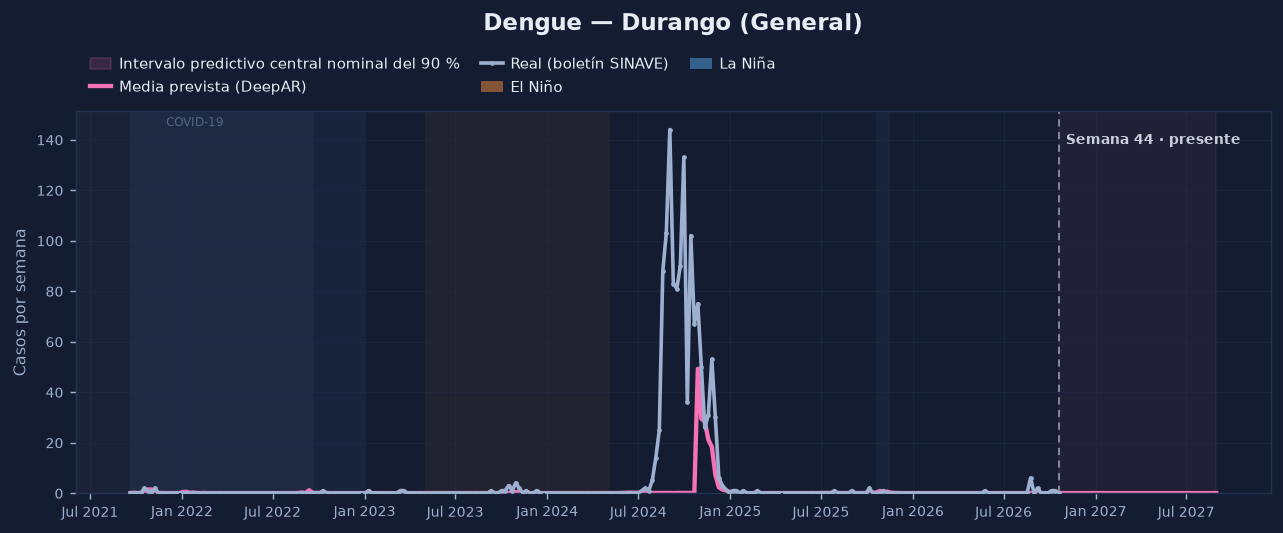 Dengue — Durango (General)
Intervalo predictivo central nominal del 90 %
Real (boletín SINAVE)
La Niña
Media prevista (DeepAR)
El Niño
COVID-19
Semana 44 · presente
Casos por semana
140
120
100
80
60
40
20
0
Jul 2021
Jan 2022
Jul 2022
Jan 2023
Jul 2023
Jan 2024
Jul 2024
Jan 2025
Jul 2025
Jan 2026
Jul 2026
Jan 2027
Jul 2027